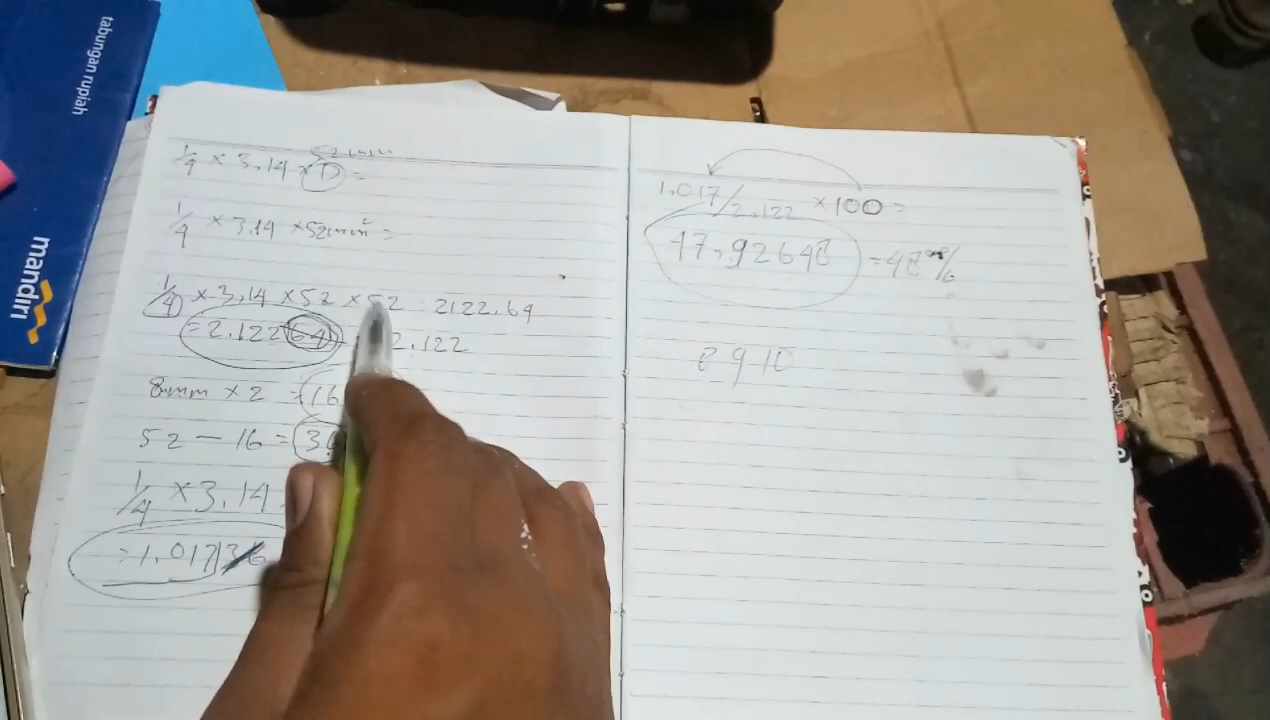 tabungan rupiah
mandiri
52mm
1/4 × 3,14 × D =
1/4 × 3,14 × 52mm² =
1/4 × 3,14 × 52 × 52 = 2122,64
= 2.122 64 2.122
8mm × 2 = 16
52 - 16 = 36
1/4 × 3,14
= 1.017,36
1.017/2.122 × 100 =
47,92648 = 48 %
8 9 10